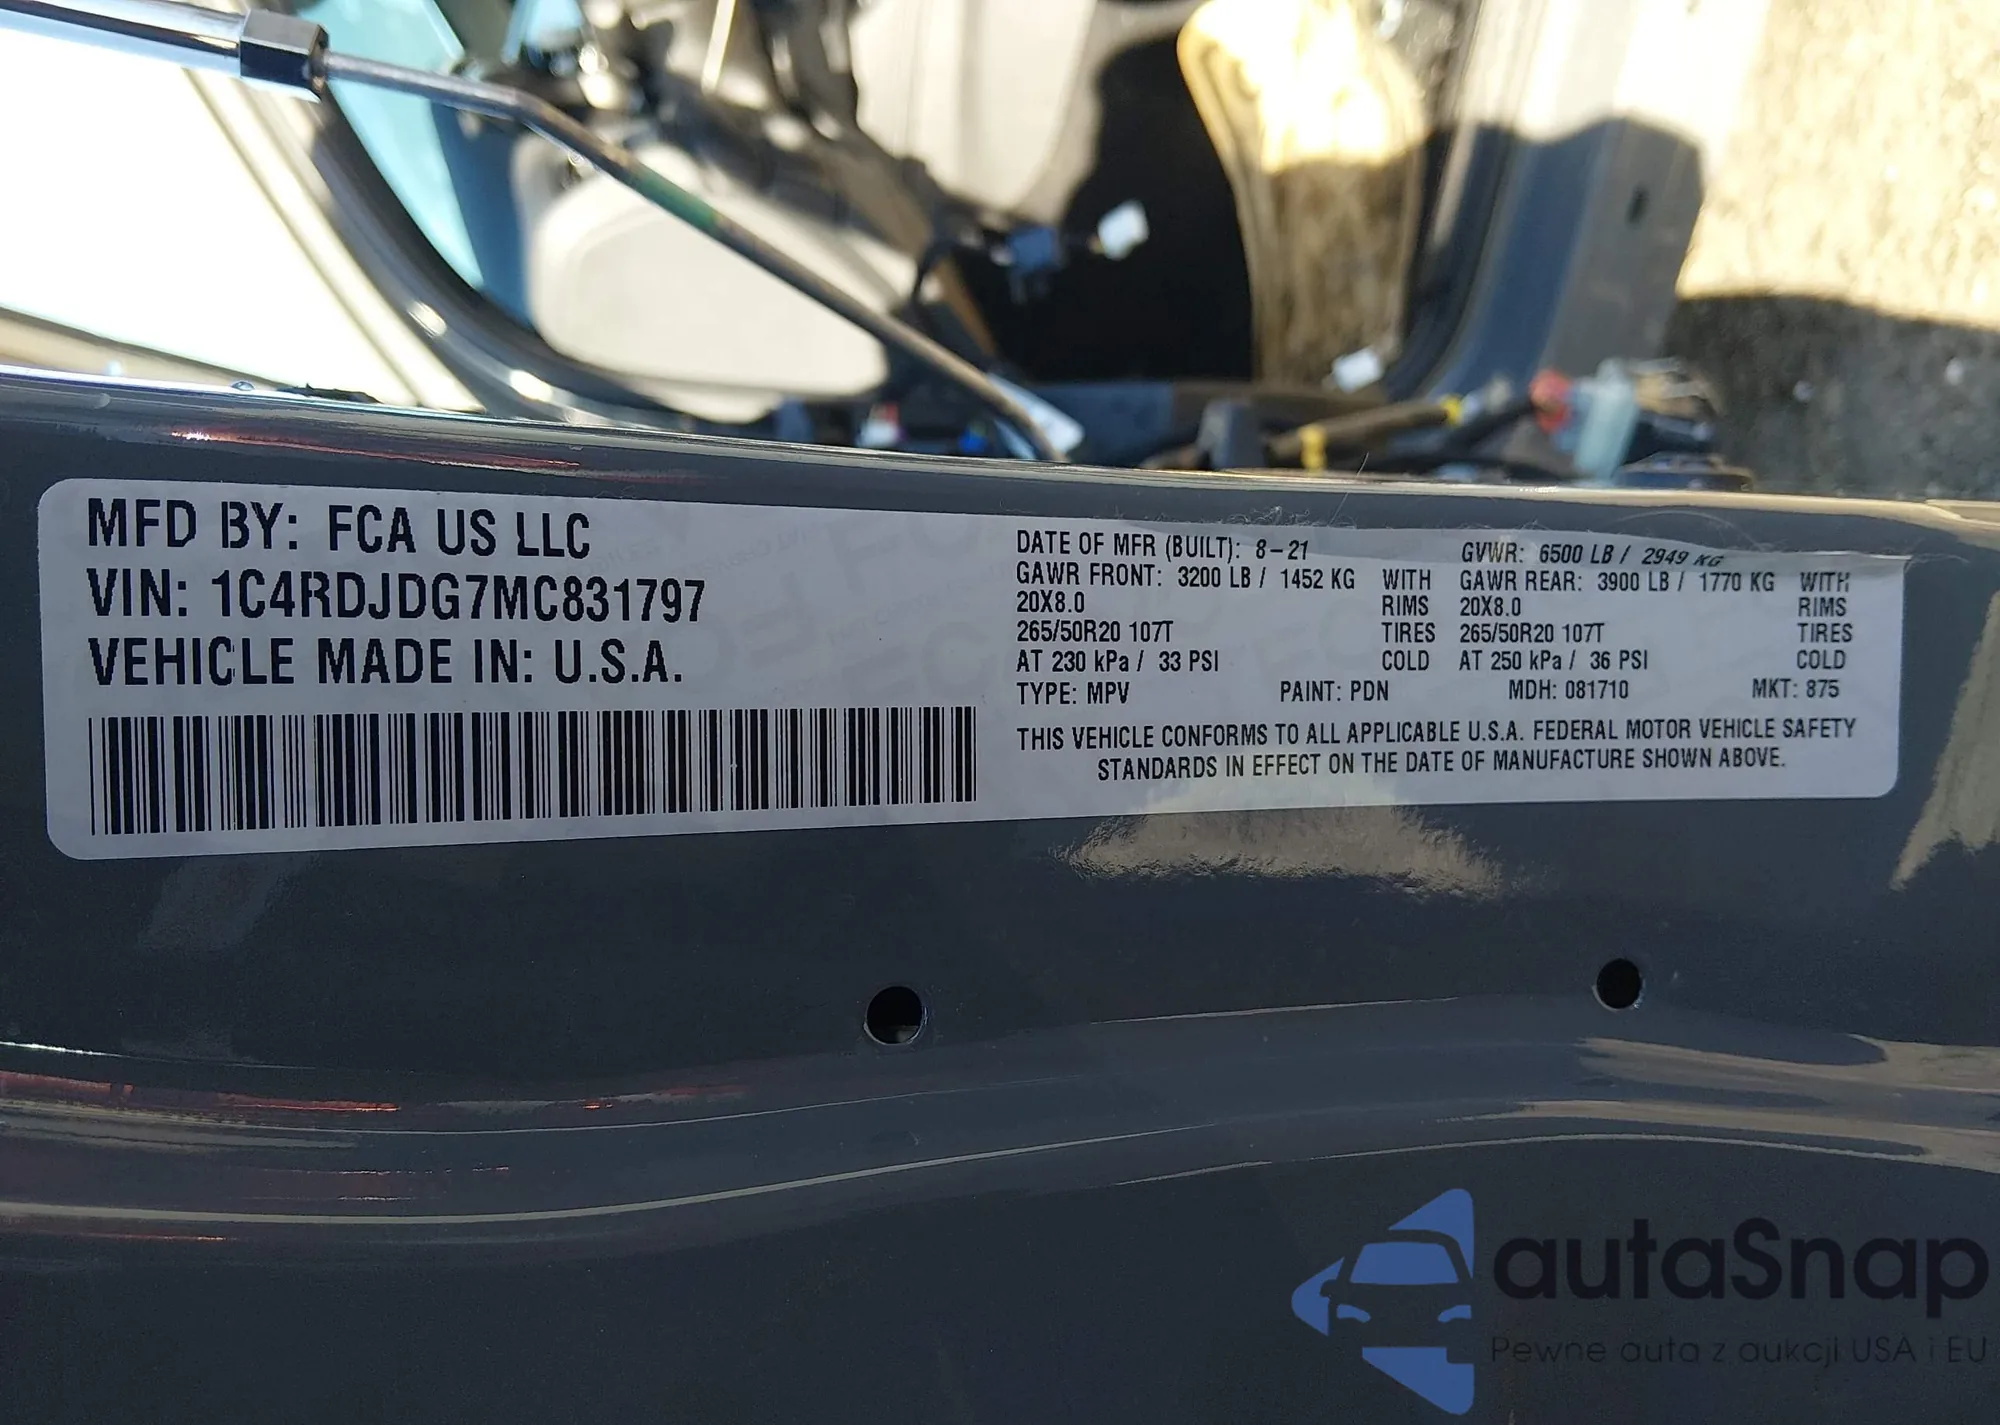 MFD BY: FCA US LLC
VIN: 1C4RDJDG7MC831797
VEHICLE MADE IN: U.S.A.
DATE OF MFR (BUILT): 8-21 GVWR: 6500 LB / 2949 KG
GAWR FRONT: 3200 LB / 1452 KG WITH GAWR REAR: 3900 LB / 1770 KG WITH
20X8.0 RIMS 20X8.0 RIMS
265/50R20 107T TIRES 265/50R20 107T TIRES
AT 230 kPa / 33 PSI COLD AT 250 kPa / 36 PSI COLD
TYPE: MPV PAINT: PDN MDH: 081710 MKT: 875
THIS VEHICLE CONFORMS TO ALL APPLICABLE U.S.A. FEDERAL MOTOR VEHICLE SAFETY
STANDARDS IN EFFECT ON THE DATE OF MANUFACTURE SHOWN ABOVE.
autaSnap
Pewne auta z aukcji USA i EU